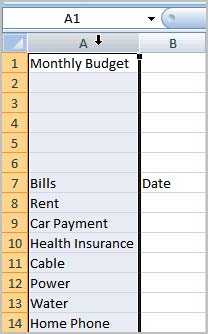 A1
A B
1 Monthly Budget
2
3
4
5
6
7 Bills Date
8 Rent
9 Car Payment
10 Health Insurance
11 Cable
12 Power
13 Water
14 Home Phone